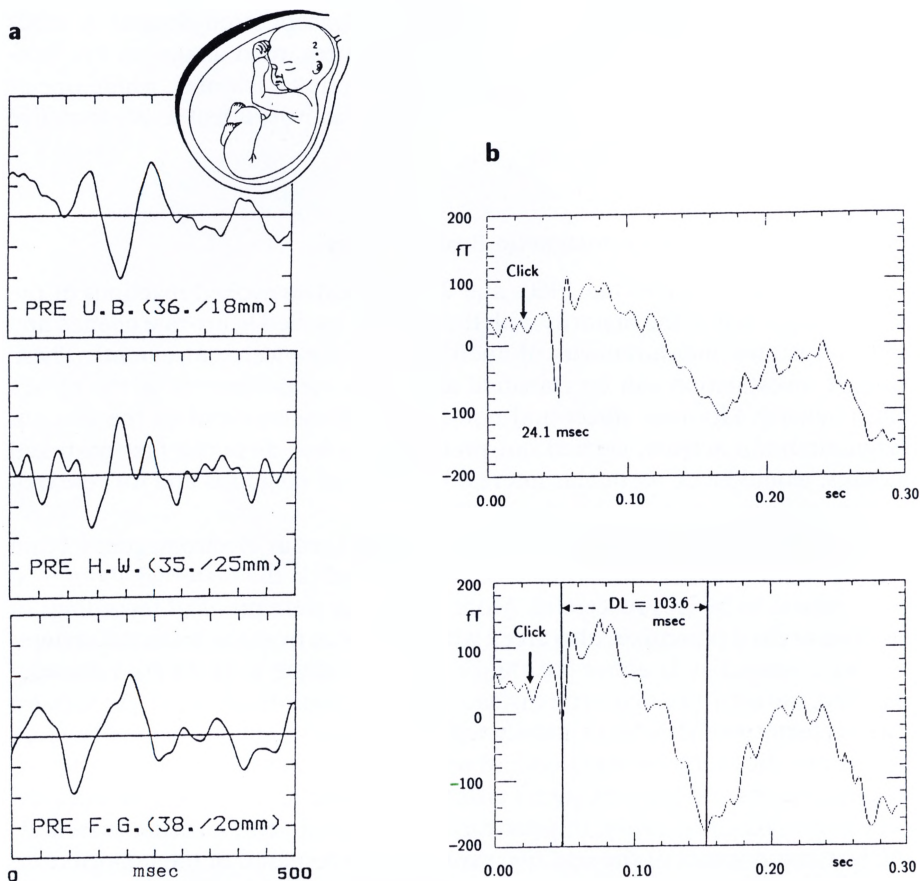 a
2
PRE U.B.(36./18mm)
PRE H.W.(35./25mm)
PRE F.G.(38./2omm)
0
msec
500
b
200
fT
100
0
−100
−200
Click
24.1 msec
0.00
0.10
0.20
sec
0.30
200
fT
100
0
−100
−200
DL = 103.6
msec
Click
0.00
0.10
0.20
sec
0.30